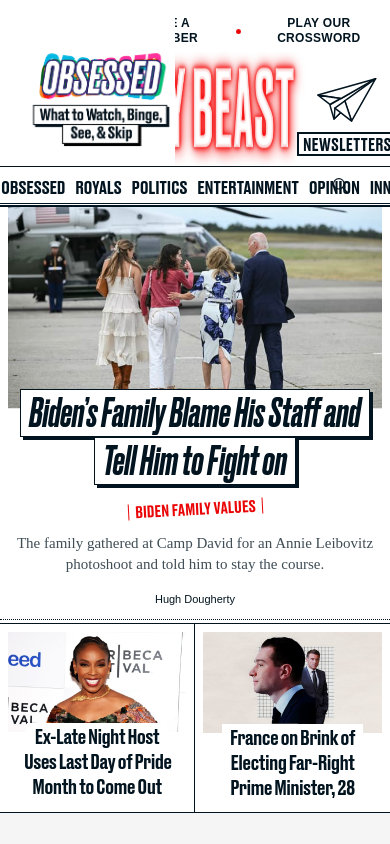 E A
BER
PLAY OUR
CROSSWORD
OBSESSED
What to Watch, Binge,
See, & Skip
Y BEAST
NEWSLETTERS
OBSESSED ROYALS POLITICS ENTERTAINMENT OPINION INN
Biden's Family Blame His Staff and
Tell Him to Fight on
BIDEN FAMILY VALUES
The family gathered at Camp David for an Annie Leibovitz
photoshoot and told him to stay the course.
Hugh Dougherty
eed
RIBECA
VAL
BECA
Ex-Late Night Host
Uses Last Day of Pride
Month to Come Out
France on Brink of
Electing Far-Right
Prime Minister, 28